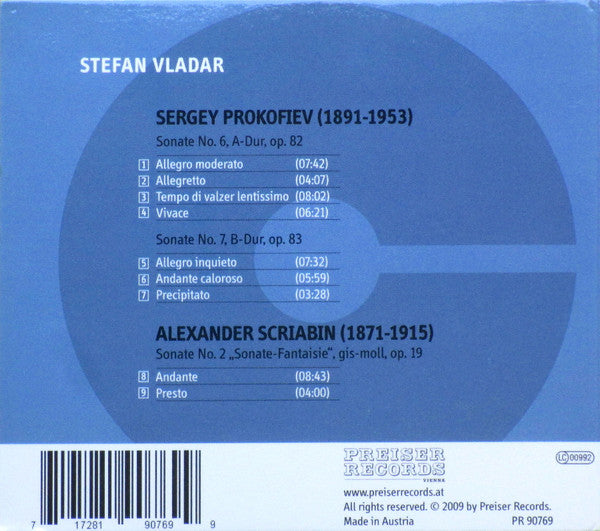 STEFAN VLADAR
SERGEY PROKOFIEV (1891-1953)
Sonate No. 6, A-Dur, op. 82
1 Allegro moderato (07:42)
2 Allegretto (04:07)
3 Tempo di valzer lentissimo (08:02)
4 Vivace (06:21)
Sonate No. 7, B-Dur, op. 83
5 Allegro inquieto (07:32)
6 Andante caloroso (05:59)
7 Precipitato (03:28)
ALEXANDER SCRIABIN (1871-1915)
Sonate No. 2 „Sonate-Fantaisie“, gis-moll, op. 19
8 Andante (08:43)
9 Presto (04:00)
PREISER
RECORDS
VIENNA
LC 00992
www.preiserrecords.at
All rights reserved. © 2009 by Preiser Records.
Made in Austria PR 90769
7 17281 90769 9